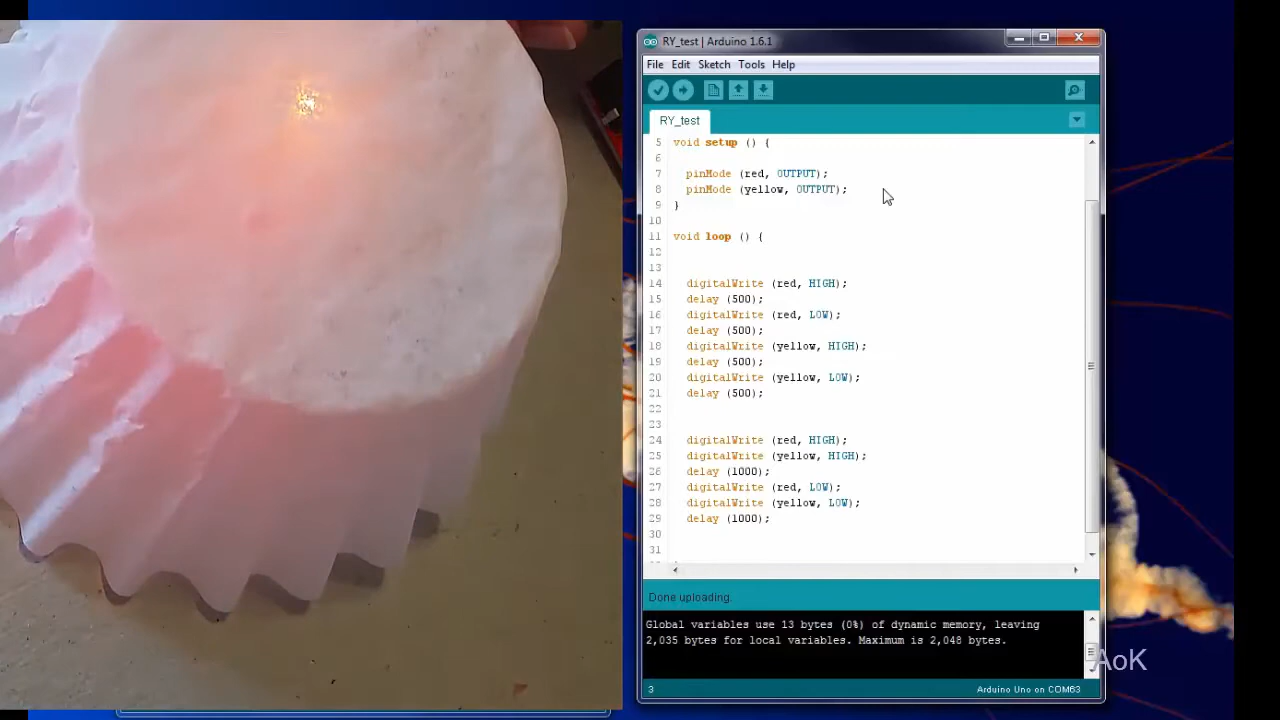 RY_test | Arduino 1.6.1
File Edit Sketch Tools Help
RY_test
5 void setup () {
6
7 pinMode (red, OUTPUT);
8 pinMode (yellow, OUTPUT);
9 }
10
11 void loop () {
12
13
14 digitalWrite (red, HIGH);
15 delay (500);
16 digitalWrite (red, LOW);
17 delay (500);
18 digitalWrite (yellow, HIGH);
19 delay (500);
20 digitalWrite (yellow, LOW);
21 delay (500);
22
23
24 digitalWrite (red, HIGH);
25 digitalWrite (yellow, HIGH);
26 delay (1000);
27 digitalWrite (red, LOW);
28 digitalWrite (yellow, LOW);
29 delay (1000);
30
31
Done uploading.
Global variables use 13 bytes (0%) of dynamic memory, leaving
2,035 bytes for local variables. Maximum is 2,048 bytes.
AoK
3 Arduino Uno on COM63